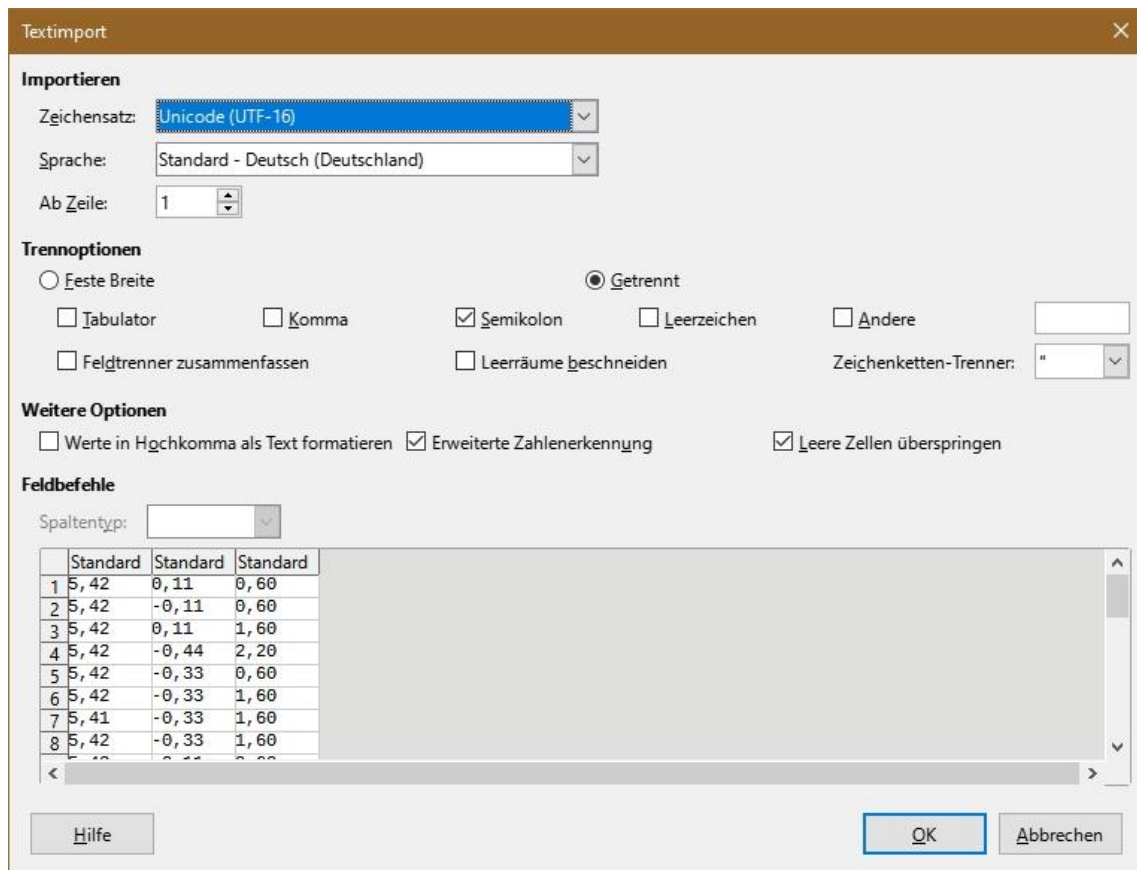 Textimport
Importieren
Zeichensatz: Unicode (UTF-16)
Sprache: Standard - Deutsch (Deutschland)
Ab Zeile: 1
Trennoptionen
Feste Breite Getrennt
Tabulator Komma Semikolon Leerzeichen Andere
Feldtrenner zusammenfassen Leerräume beschneiden Zeichenketten-Trenner: "
Weitere Optionen
Werte in Hochkomma als Text formatieren Erweiterte Zahlenerkennung Leere Zellen überspringen
Feldbefehle
Spaltentyp:
Standard Standard Standard
1 5,42 0,11 0,60
2 5,42 -0,11 0,60
3 5,42 0,11 1,60
4 5,42 -0,44 2,20
5 5,42 -0,33 0,60
6 5,42 -0,33 1,60
7 5,41 -0,33 1,60
8 5,42 -0,33 1,60
Hilfe OK Abbrechen